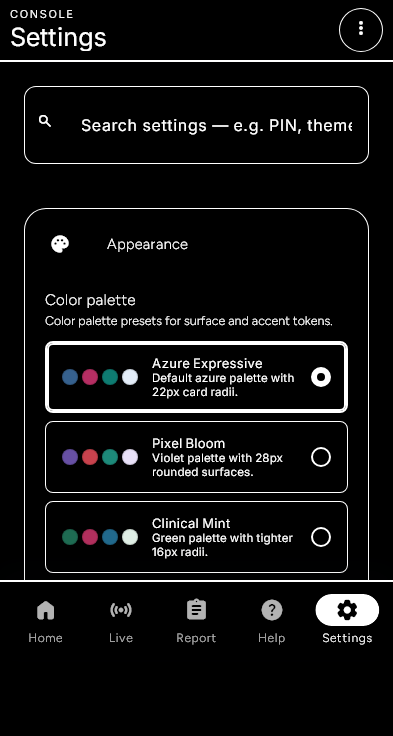 CONSOLE
Settings
Search settings — e.g. PIN, theme
Appearance
Color palette
Color palette presets for surface and accent tokens.
Azure Expressive
Default azure palette with
22px card radii.
Pixel Bloom
Violet palette with 28px
rounded surfaces.
Clinical Mint
Green palette with tighter
16px radii.
Home
Live
Report
Help
Settings